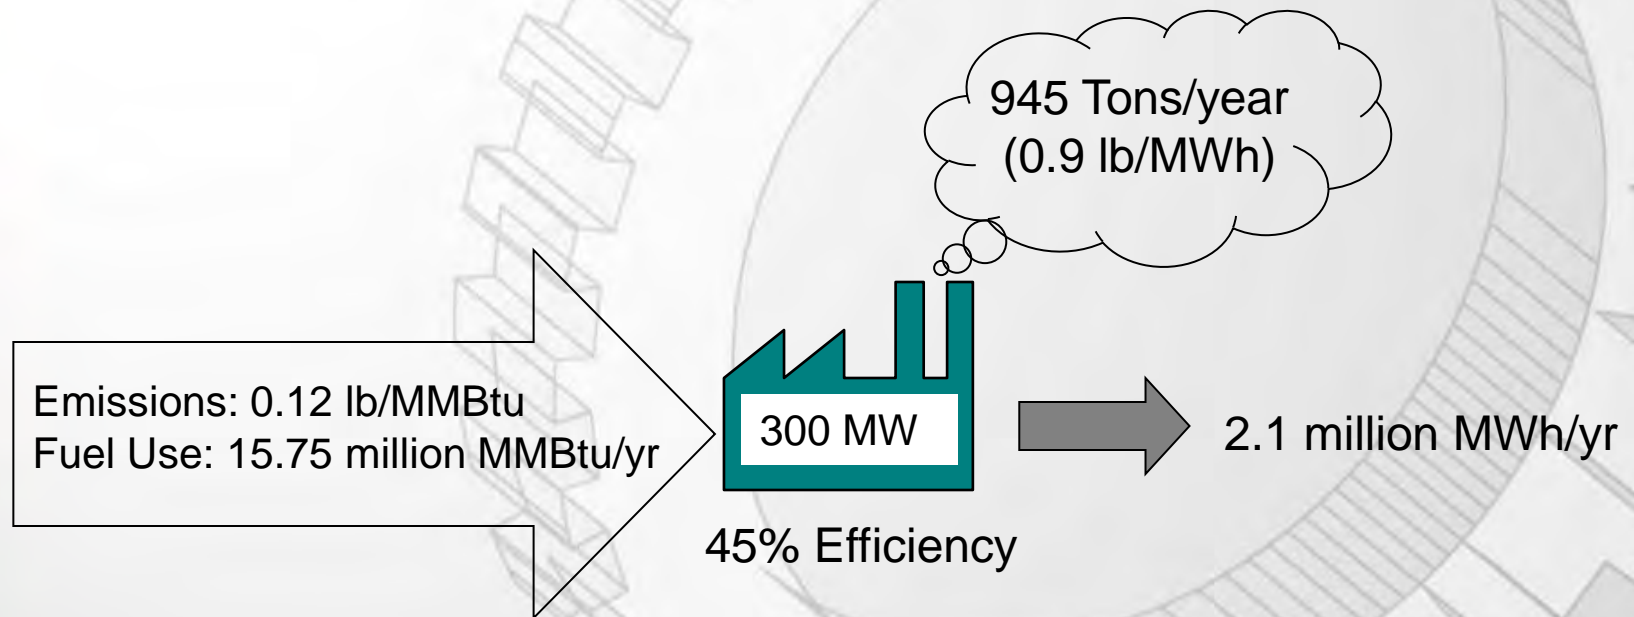 945 Tons/year
(0.9 lb/MWh)
Emissions: 0.12 lb/MMBtu
Fuel Use: 15.75 million MMBtu/yr
300 MW
2.1 million MWh/yr
45% Efficiency